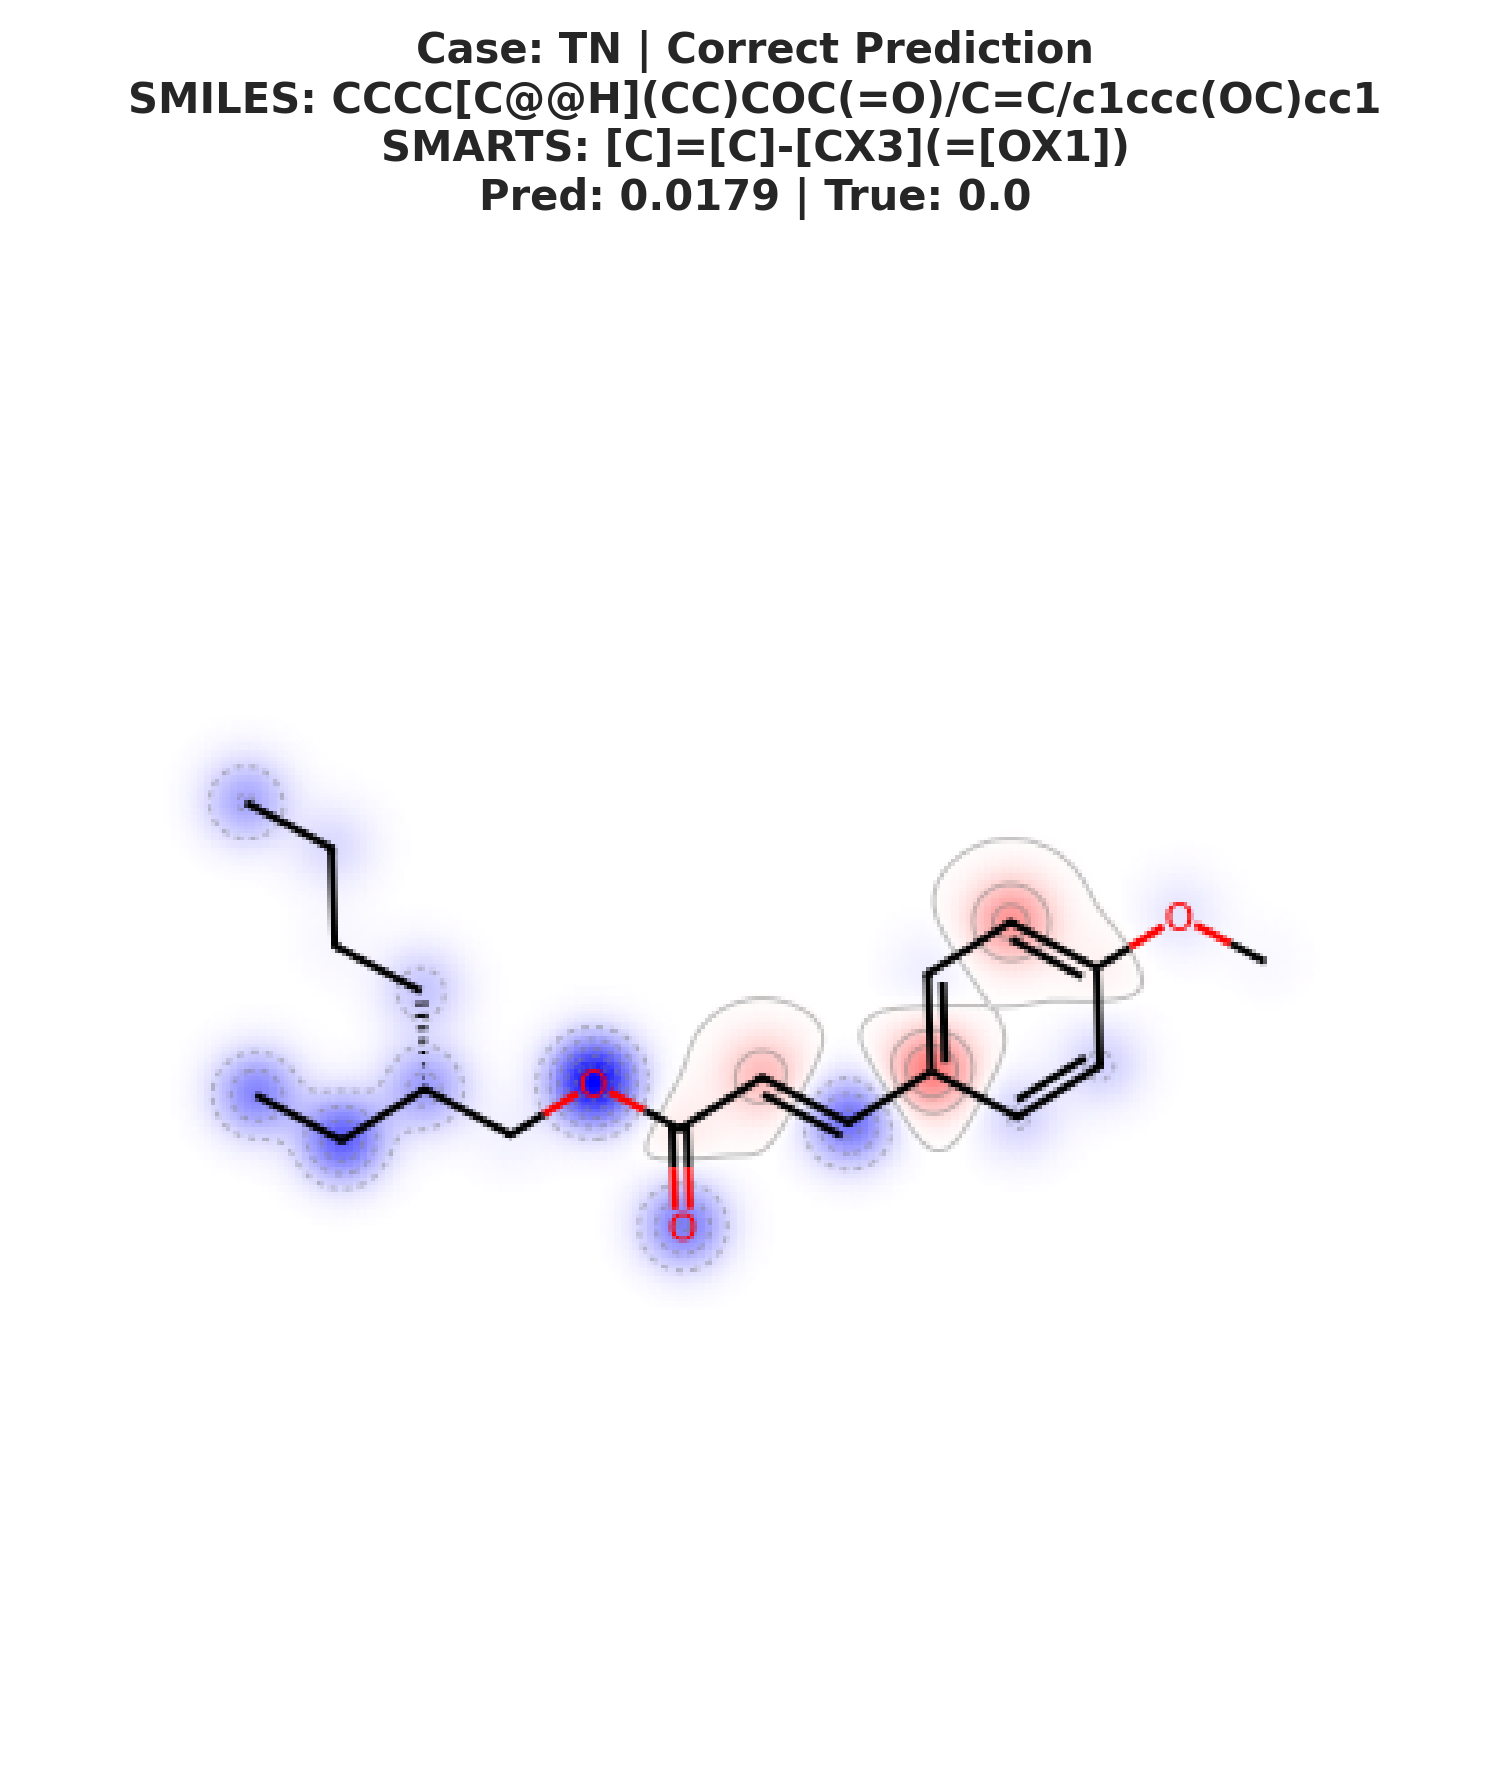 Case: TN | Correct Prediction
SMILES: CCCC[C@@H](CC)COC(=O)/C=C/c1ccc(OC)cc1
SMARTS: [C]=[C]-[CX3](=[OX1])
Pred: 0.0179 | True: 0.0
O
O
O